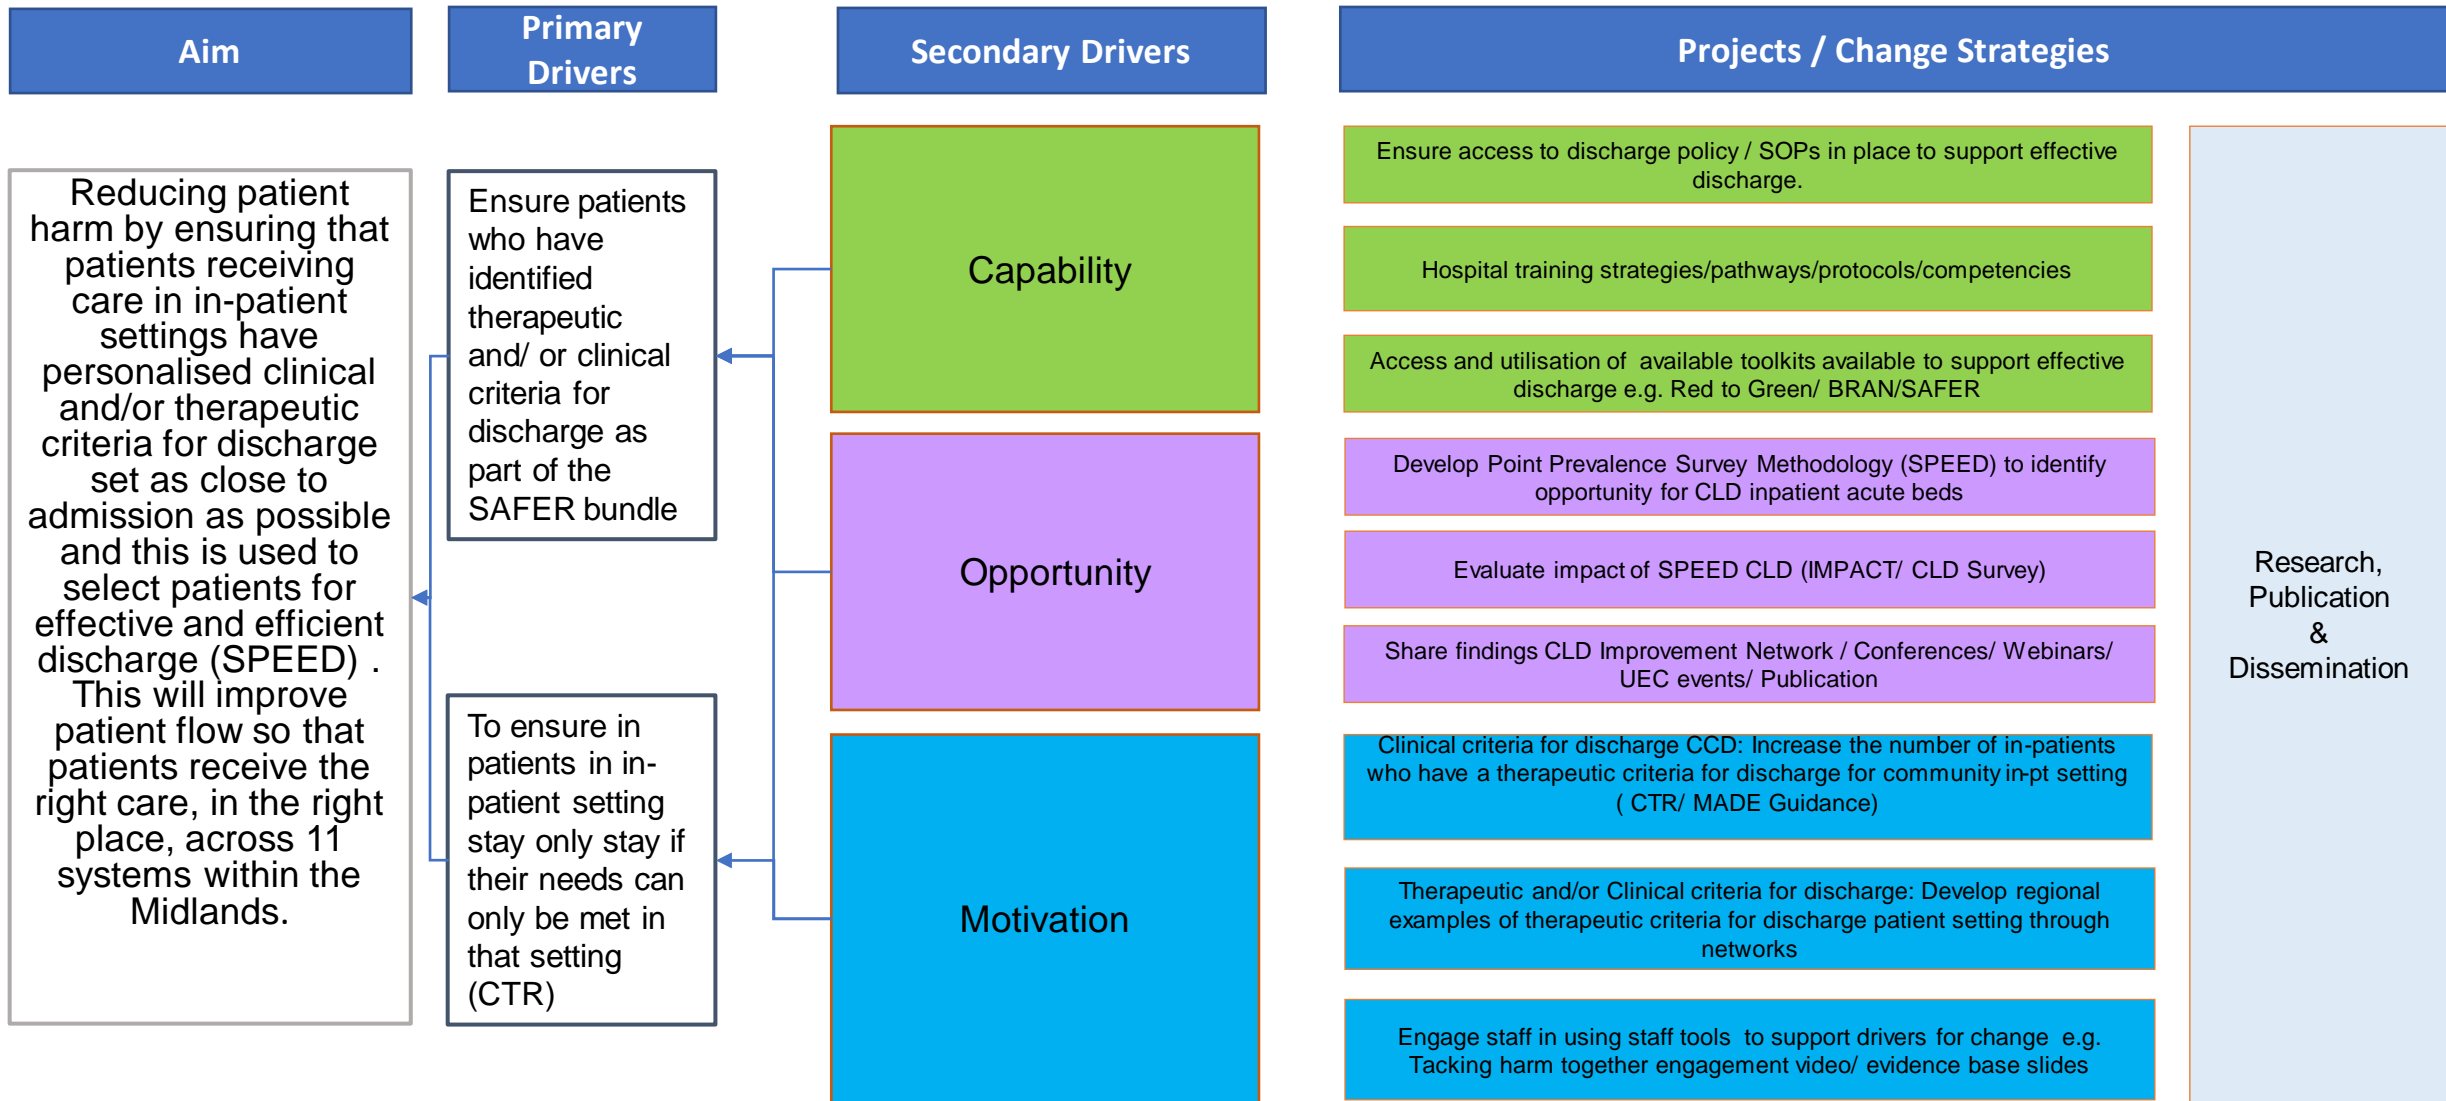 Aim
Primary
Drivers
Secondary Drivers
Projects / Change Strategies
Reducing patient
harm by ensuring that
patients receiving
care in in-patient
settings have
personalised clinical
and/or therapeutic
criteria for discharge
set as close to
admission as possible
and this is used to
select patients for
effective and efficient
discharge (SPEED) .
This will improve
patient flow so that
patients receive the
right care, in the right
place, across 11
systems within the
Midlands.
Ensure patients
who have
identified
therapeutic
and/ or clinical
criteria for
discharge as
part of the
SAFER bundle
To ensure in
patients in in-
patient setting
stay only stay if
their needs can
only be met in
that setting
(CTR)
Capability
Opportunity
Motivation
Ensure access to discharge policy / SOPs in place to support effective
discharge.
Hospital training strategies/pathways/protocols/competencies
Access and utilisation of available toolkits available to support effective
discharge e.g. Red to Green/ BRAN/SAFER
Develop Point Prevalence Survey Methodology (SPEED) to identify
opportunity for CLD inpatient acute beds
Evaluate impact of SPEED CLD (IMPACT/ CLD Survey)
Share findings CLD Improvement Network / Conferences/ Webinars/
UEC events/ Publication
Clinical criteria for discharge CCD: Increase the number of in-patients
who have a therapeutic criteria for discharge for community in-pt setting
( CTR/ MADE Guidance)
Therapeutic and/or Clinical criteria for discharge: Develop regional
examples of therapeutic criteria for discharge patient setting through
networks
Engage staff in using staff tools to support drivers for change e.g.
Tacking harm together engagement video/ evidence base slides
Research,
Publication
&
Dissemination